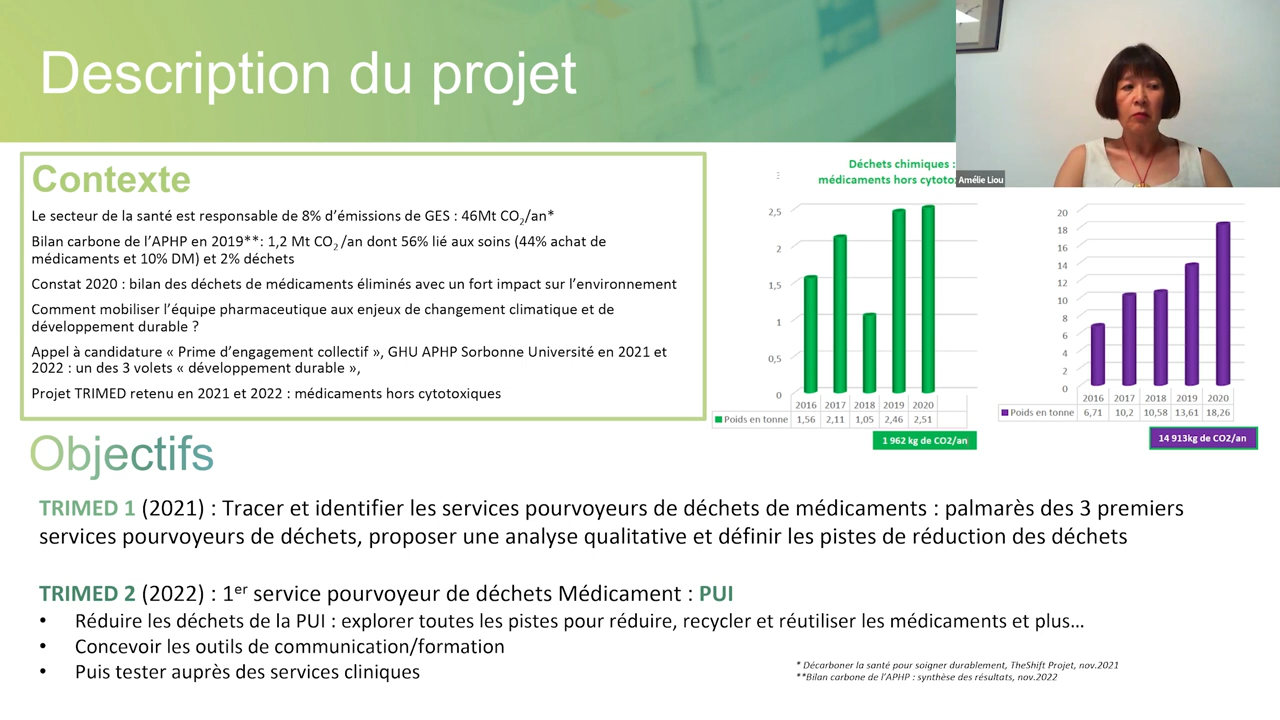 Description du projet
Amélie Liou
Contexte
Le secteur de la santé est responsable de 8% d’émissions de GES : 46Mt CO2/an*
Bilan carbone de l’APHP en 2019**: 1,2 Mt CO2 /an dont 56% lié aux soins (44% achat de
médicaments et 10% DM) et 2% déchets
Constat 2020 : bilan des déchets de médicaments éliminés avec un fort impact sur l’environnement
Comment mobiliser l’équipe pharmaceutique aux enjeux de changement climatique et de
développement durable ?
Appel à candidature « Prime d’engagement collectif », GHU APHP Sorbonne Université en 2021 et
2022 : un des 3 volets « développement durable »,
Projet TRIMED retenu en 2021 et 2022 : médicaments hors cytotoxiques
Déchets chimiques :
médicaments hors cytoto
2,5
2
1,5
1
0,5
0
2016 2017 2018 2019 2020
Poids en tonne 1,56 2,11 1,05 2,46 2,51
1 962 kg de CO2/an
20
18
16
14
12
10
8
6
4
2
0
2016 2017 2018 2019 2020
Poids en tonne 6,71 10,2 10,58 13,61 18,26
14 913kg de CO2/an
Objectifs
TRIMED 1 (2021) : Tracer et identifier les services pourvoyeurs de déchets de médicaments : palmarès des 3 premiers
services pourvoyeurs de déchets, proposer une analyse qualitative et définir les pistes de réduction des déchets
TRIMED 2 (2022) : 1er service pourvoyeur de déchets Médicament : PUI
• Réduire les déchets de la PUI : explorer toutes les pistes pour réduire, recycler et réutiliser les médicaments et plus…
• Concevoir les outils de communication/formation
• Puis tester auprès des services cliniques
* Décarboner la santé pour soigner durablement, TheShift Projet, nov.2021
**Bilan carbone de l’APHP : synthèse des résultats, nov.2022